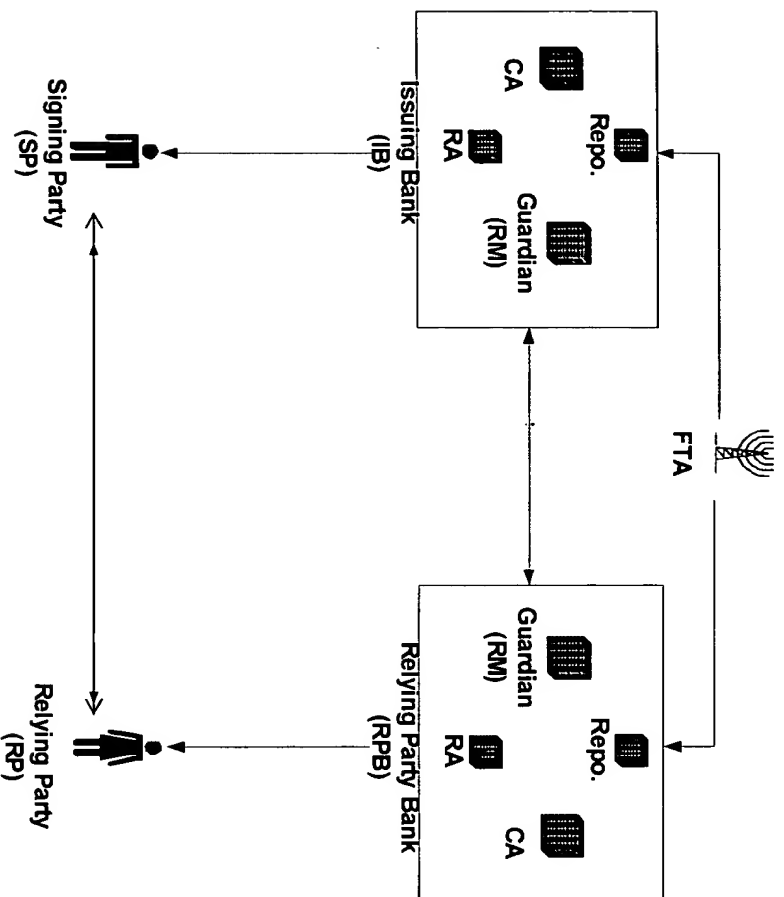 FTA
Repo.
CA
Guardian
(RM)
RA
Issuing Bank
(IB)
Repo.
Guardian
(RM)
CA
RA
Relying Party Bank
(RPB)
Signing Party
(SP)
Relying Party
(RP)